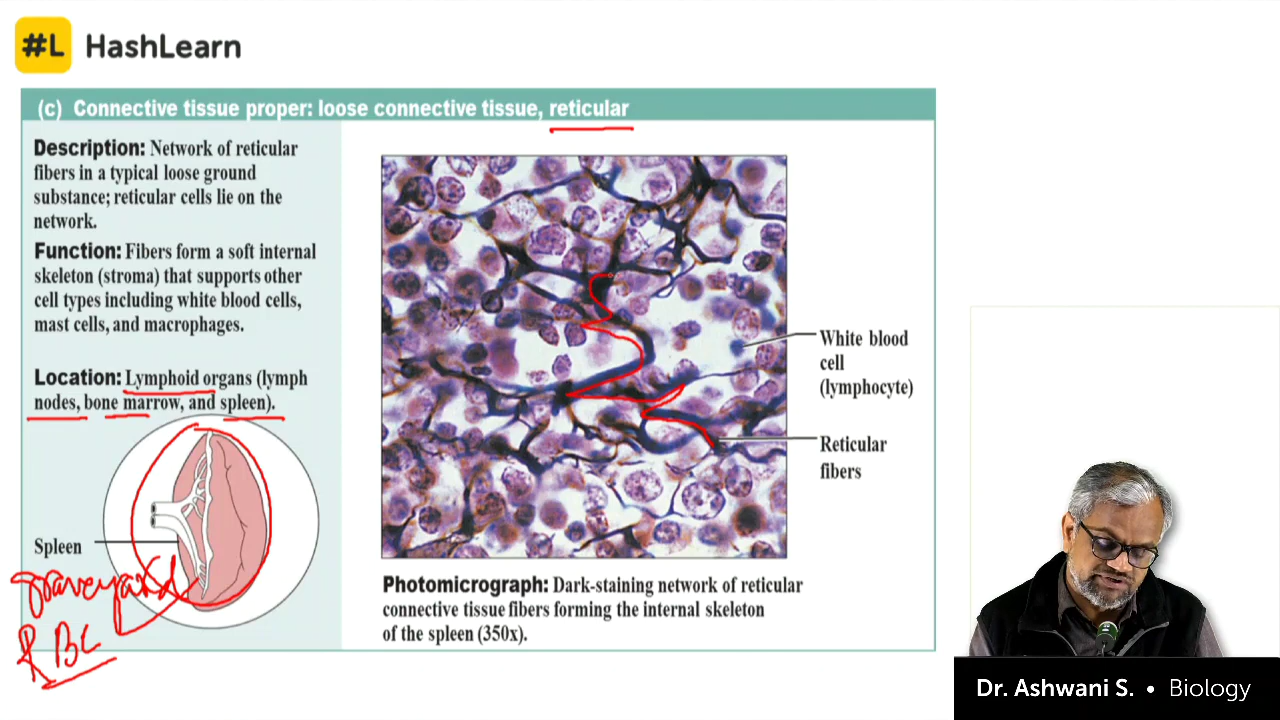 #L HashLearn
(c) Connective tissue proper: loose connective tissue, reticular
Description: Network of reticular
fibers in a typical loose ground
substance; reticular cells lie on the
network.
Function: Fibers form a soft internal
skeleton (stroma) that supports other
cell types including white blood cells,
mast cells, and macrophages.
Location: Lymphoid organs (lymph
nodes, bone marrow, and spleen).
Spleen
graveyard
RBC
White blood
cell
(lymphocyte)
Reticular
fibers
Photomicrograph: Dark-staining network of reticular
connective tissue fibers forming the internal skeleton
of the spleen (350x).
Dr. Ashwani S. • Biology